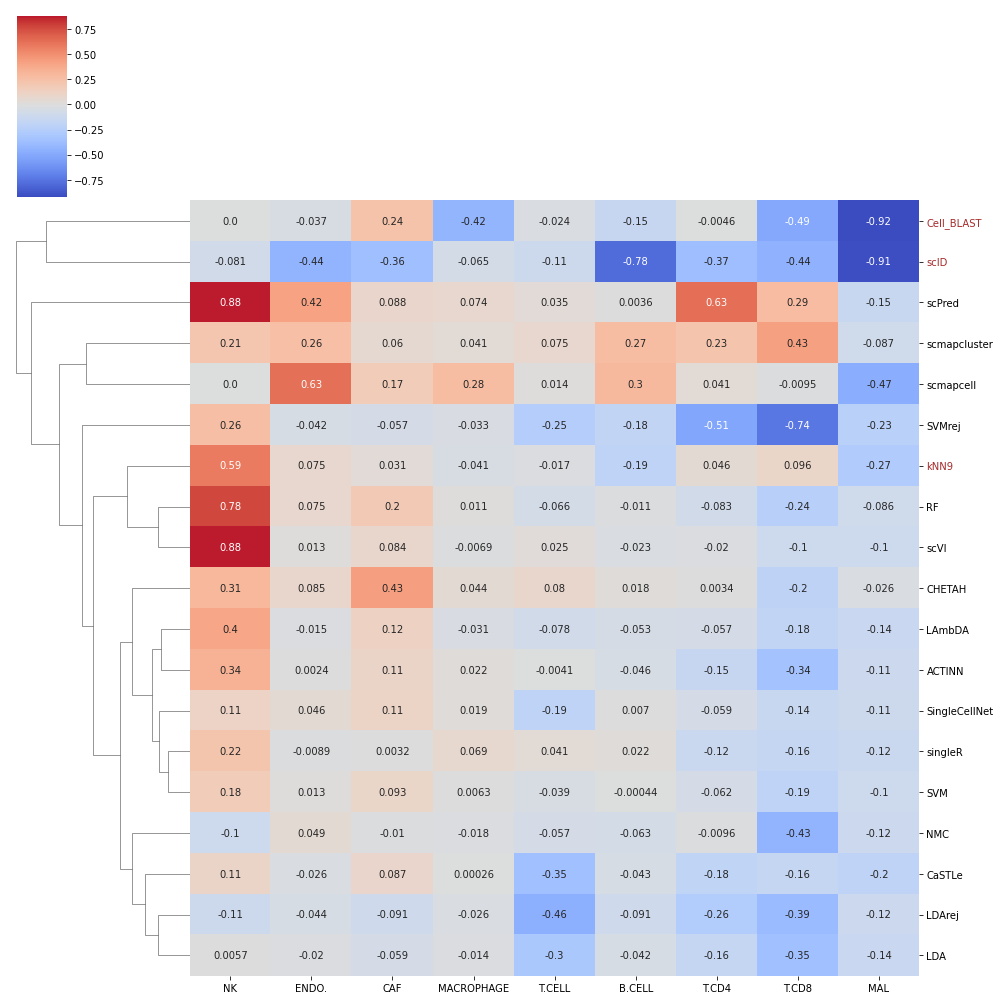 0.75
0.50
0.25
0.00
−0.25
−0.50
−0.75
0.0 -0.037 0.24 -0.42 -0.024 -0.15 -0.0046 -0.49 -0.92 Cell_BLAST
-0.081 -0.44 -0.36 -0.065 -0.11 -0.78 -0.37 -0.44 -0.91 scID
0.88 0.42 0.088 0.074 0.035 0.0036 0.63 0.29 -0.15 scPred
0.21 0.26 0.06 0.041 0.075 0.27 0.23 0.43 -0.087 scmapcluster
0.0 0.63 0.17 0.28 0.014 0.3 0.041 -0.0095 -0.47 scmapcell
0.26 -0.042 -0.057 -0.033 -0.25 -0.18 -0.51 -0.74 -0.23 SVMrej
0.59 0.075 0.031 -0.041 -0.017 -0.19 0.046 0.096 -0.27 kNN9
0.78 0.075 0.2 0.011 -0.066 -0.011 -0.083 -0.24 -0.086 RF
0.88 0.013 0.084 -0.0069 0.025 -0.023 -0.02 -0.1 -0.1 scVI
0.31 0.085 0.43 0.044 0.08 0.018 0.0034 -0.2 -0.026 CHETAH
0.4 -0.015 0.12 -0.031 -0.078 -0.053 -0.057 -0.18 -0.14 LAmbDA
0.34 0.0024 0.11 0.022 -0.0041 -0.046 -0.15 -0.34 -0.11 ACTINN
0.11 0.046 0.11 0.019 -0.19 0.007 -0.059 -0.14 -0.11 SingleCellNet
0.22 -0.0089 0.0032 0.069 0.041 0.022 -0.12 -0.16 -0.12 singleR
0.18 0.013 0.093 0.0063 -0.039 -0.00044 -0.062 -0.19 -0.1 SVM
-0.1 0.049 -0.01 -0.018 -0.057 -0.063 -0.0096 -0.43 -0.12 NMC
0.11 -0.026 0.087 0.00026 -0.35 -0.043 -0.18 -0.16 -0.2 CaSTLe
-0.11 -0.044 -0.091 -0.026 -0.46 -0.091 -0.26 -0.39 -0.12 LDArej
0.0057 -0.02 -0.059 -0.014 -0.3 -0.042 -0.16 -0.35 -0.14 LDA
NK ENDO. CAF MACROPHAGE T.CELL B.CELL T.CD4 T.CD8 MAL